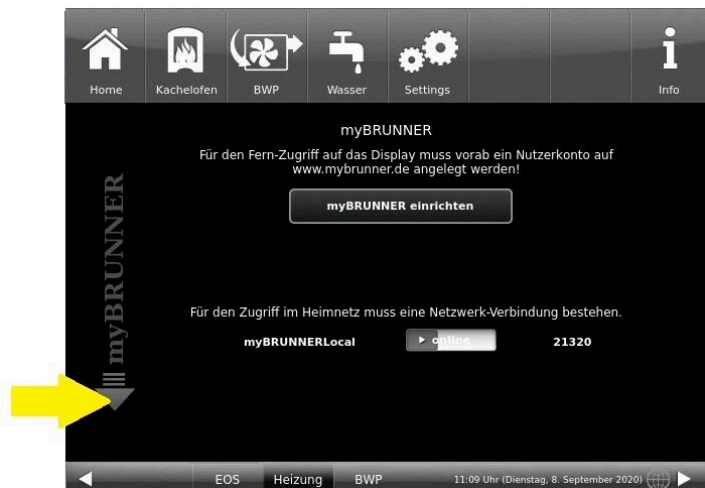 Home
Kachelofen
BWP
Wasser
Settings
Info
myBRUNNER
Für den Fern-Zugriff auf das Display muss vorab ein Nutzerkonto auf
www.mybrunner.de angelegt werden!
myBRUNNER einrichten
myBRUNNER
Für den Zugriff im Heimnetz muss eine Netzwerk-Verbindung bestehen.
myBRUNNERLocal online 21320
EOS Heizung BWP 11:09 Uhr (Dienstag, 8. September 2020)